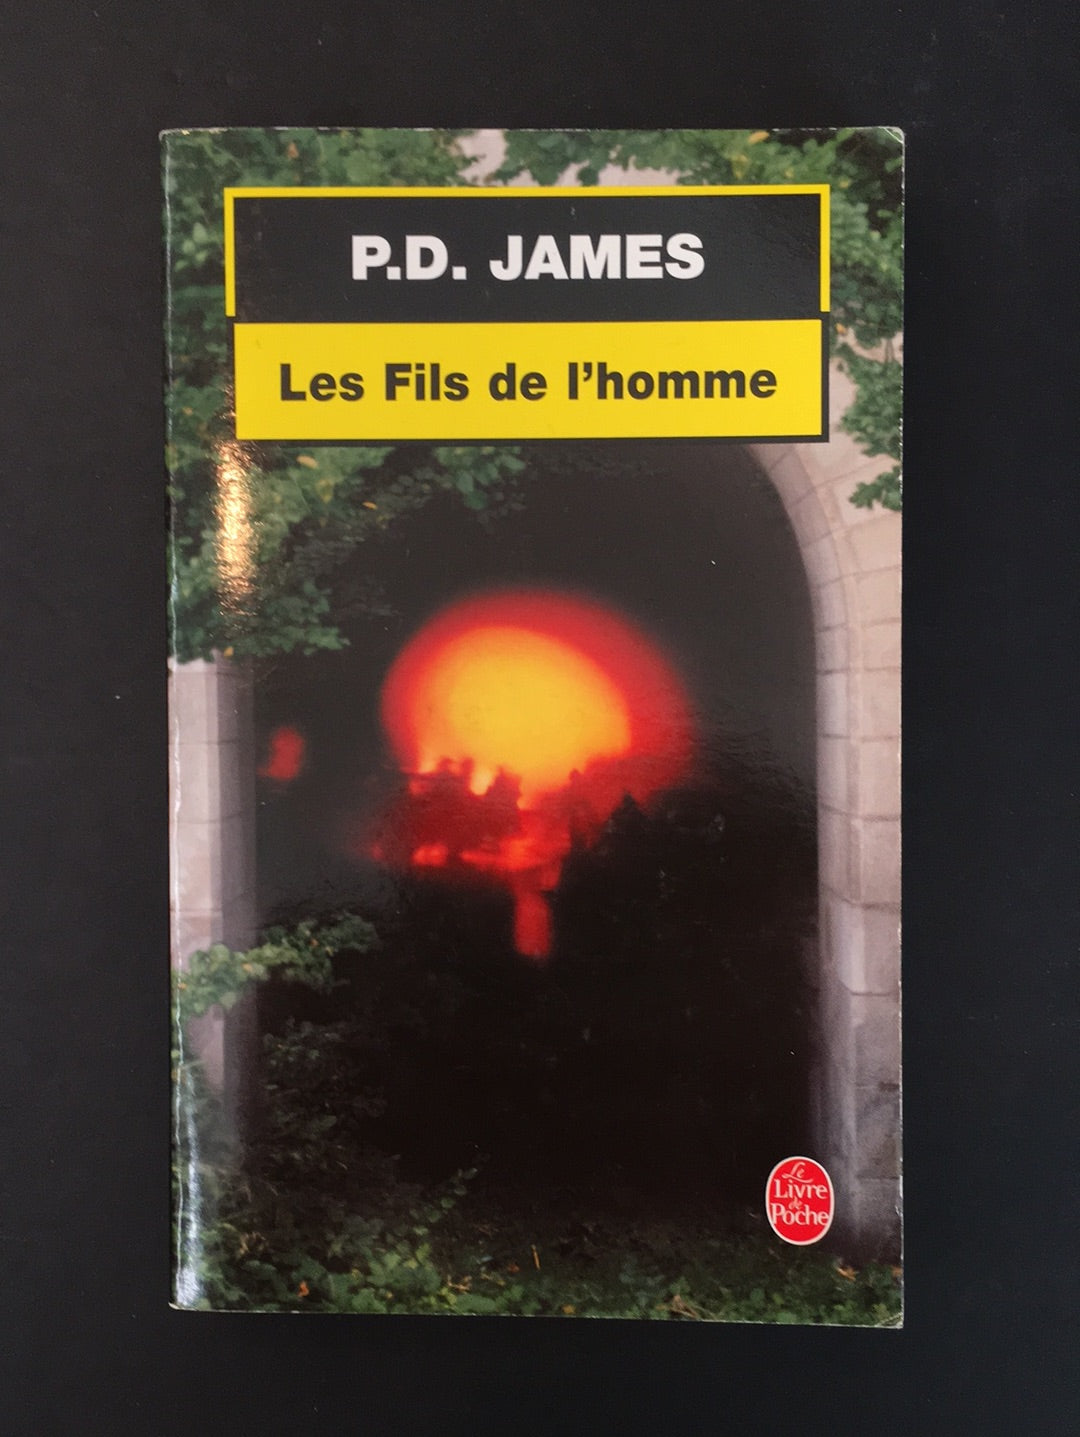 P.D. JAMES
Les Fils de l'homme
Le
Livre
de
Poche